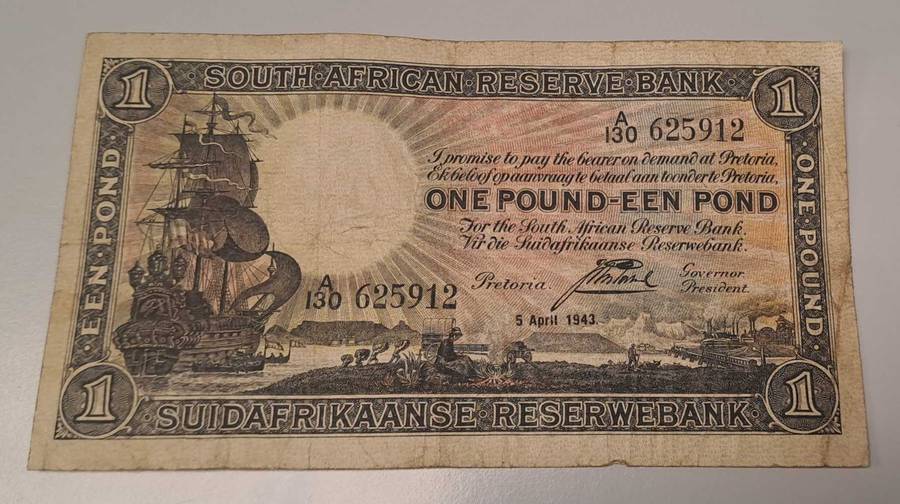 1 · SOUTH·AFRICAN·RESERVE·BANK · 1
A/130 625912
I promise to pay the bearer on demand at Pretoria,
Ek beloof op aanvraag te betaal aan toonder te Pretoria,
ONE POUND-EEN POND
For the South African Reserve Bank.
Vir die Suidafrikaanse Reserwebank.
Pretoria.
Governor
President.
A/130 625912
5 April 1943.
· EEN·POND ·
· ONE·POUND ·
1 · SUIDAFRIKAANSE·RESERWEBANK · 1